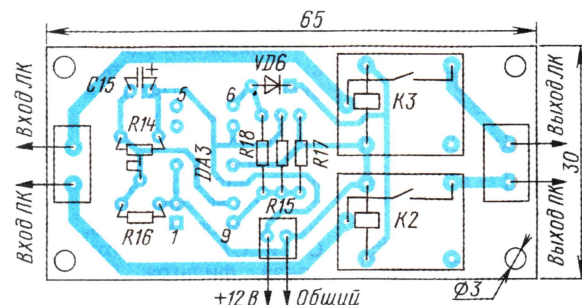 65
C15
+
5
6
VD6
K3
Вход ЛК
Выход ЛК
R14
DA3
R18
R17
30
Вход ЛК
Выход ЛК
R16
1
9
R15
K2
+12 В
Общий
Ф3